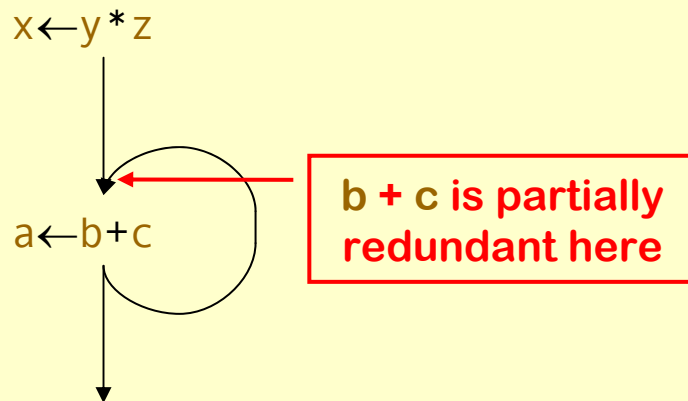 x←y*z
a←b+c
b + c is partially
redundant here